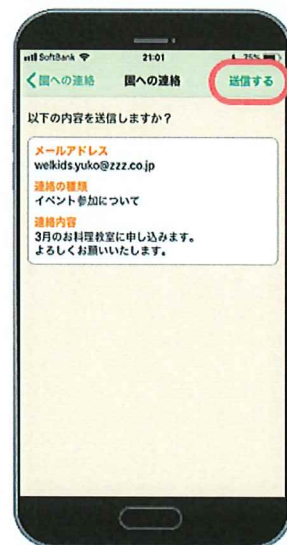 SoftBank 21:01 75%
園への連絡 園への連絡 送信する
以下の内容を送信しますか？
メールアドレス
welkids.yuko@zzz.co.jp
連絡の種類
イベント参加について
連絡内容
3月のお料理教室に申し込みます。
よろしくお願いいたします。